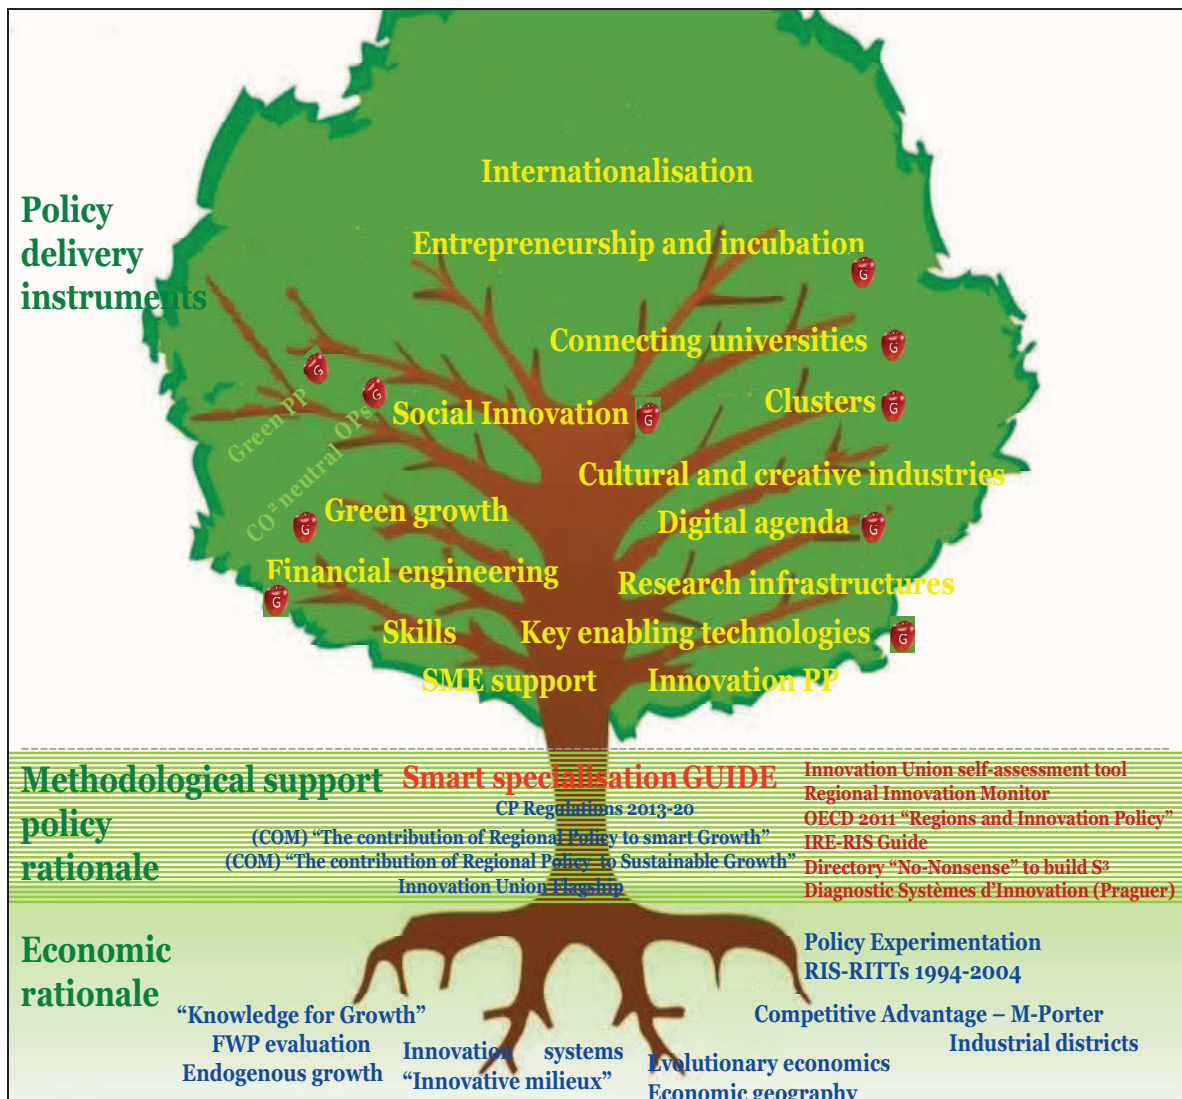 Internationalisation
Policy
delivery
instruments
Entrepreneurship and incubation
G
Connecting universities
G
G
G
Green PP
CO² neutral OPs
Social Innovation
G
Clusters
G
Cultural and creative industries
Green growth
G
Digital agenda
G
Financial engineering
G
Research infrastructures
Skills
Key enabling technologies
G
SME support
Innovation PP
Methodological support
policy
rationale
Smart specialisation GUIDE
CP Regulations 2013-20
(COM) “The contribution of Regional Policy to smart Growth”
(COM) “The contribution of Regional Policy to Sustainable Growth”
Innovation Union Flagship
Innovation Union self-assessment tool
Regional Innovation Monitor
OECD 2011 “Regions and Innovation Policy”
IRE-RIS Guide
Directory “No-Nonsense” to build S³
Diagnostic Systèmes d’Innovation (Praguer)
Economic
rationale
Policy Experimentation
RIS-RITTs 1994-2004
“Knowledge for Growth”
FWP evaluation
Endogenous growth
Innovation systems
“Innovative milieux”
Competitive Advantage – M-Porter
Industrial districts
Evolutionary economics
Economic geography